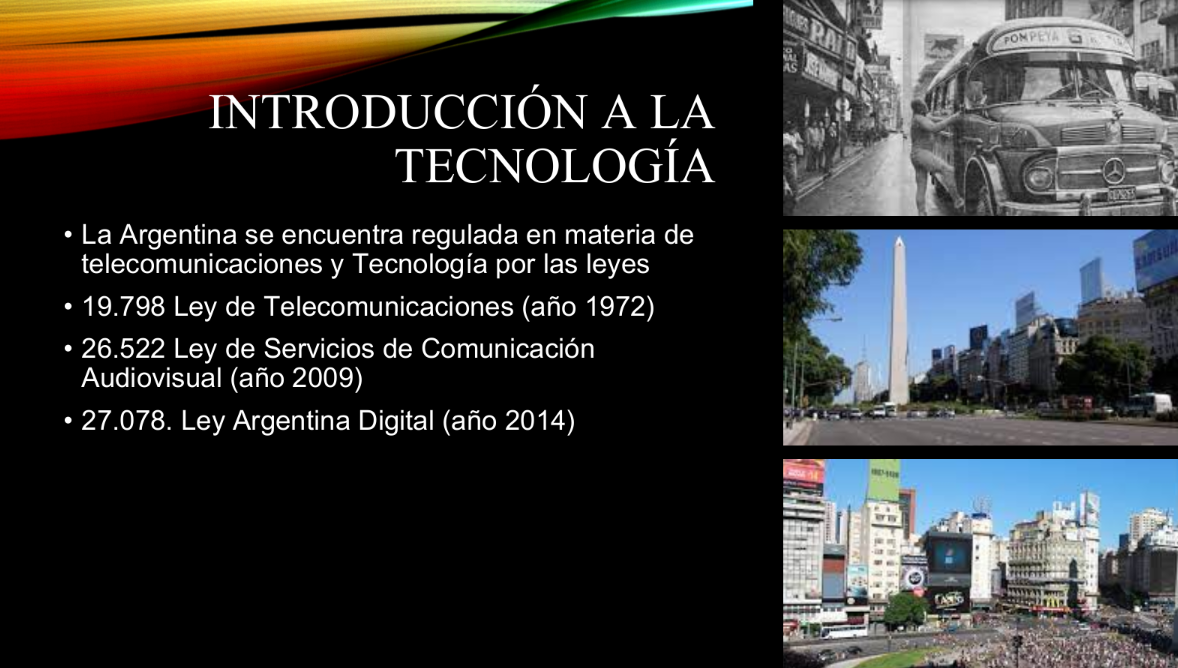 INTRODUCCIÓN A LA
TECNOLOGÍA
• La Argentina se encuentra regulada en materia de
telecomunicaciones y Tecnología por las leyes
• 19.798 Ley de Telecomunicaciones (año 1972)
• 26.522 Ley de Servicios de Comunicación
Audiovisual (año 2009)
• 27.078. Ley Argentina Digital (año 2014)
POMPEYA
SAMSUNG